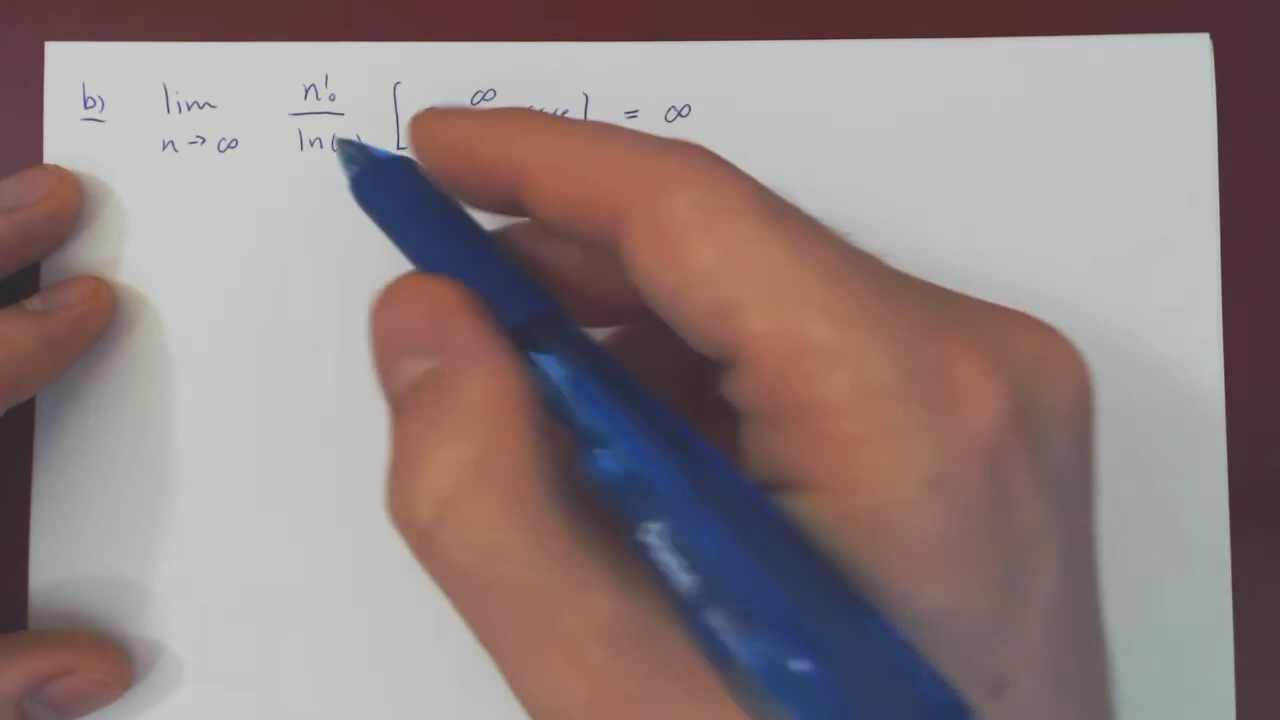 b) lim n→∞ n! / ln( [ ∞ ] = ∞